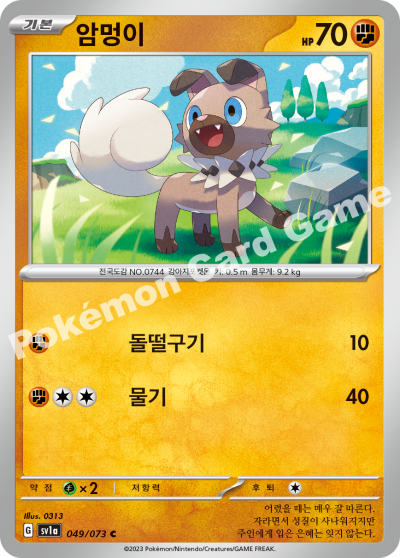 기본 암멍이 HP 70
전국도감 NO.0744 강아지포켓몬 키: 0.5 m 몸무게: 9.2 kg
Pokémon Card Game
돌떨구기 10
물기 40
약점 ×2 저항력 후퇴
Illus. 0313
어렸을 때는 매우 잘 따른다.
G sv1a 049/073 C
자라면서 성질이 사나워지지만
주인에게 입은 은혜는 잊지 않는다.
©2023 Pokémon/Nintendo/Creatures/GAME FREAK.